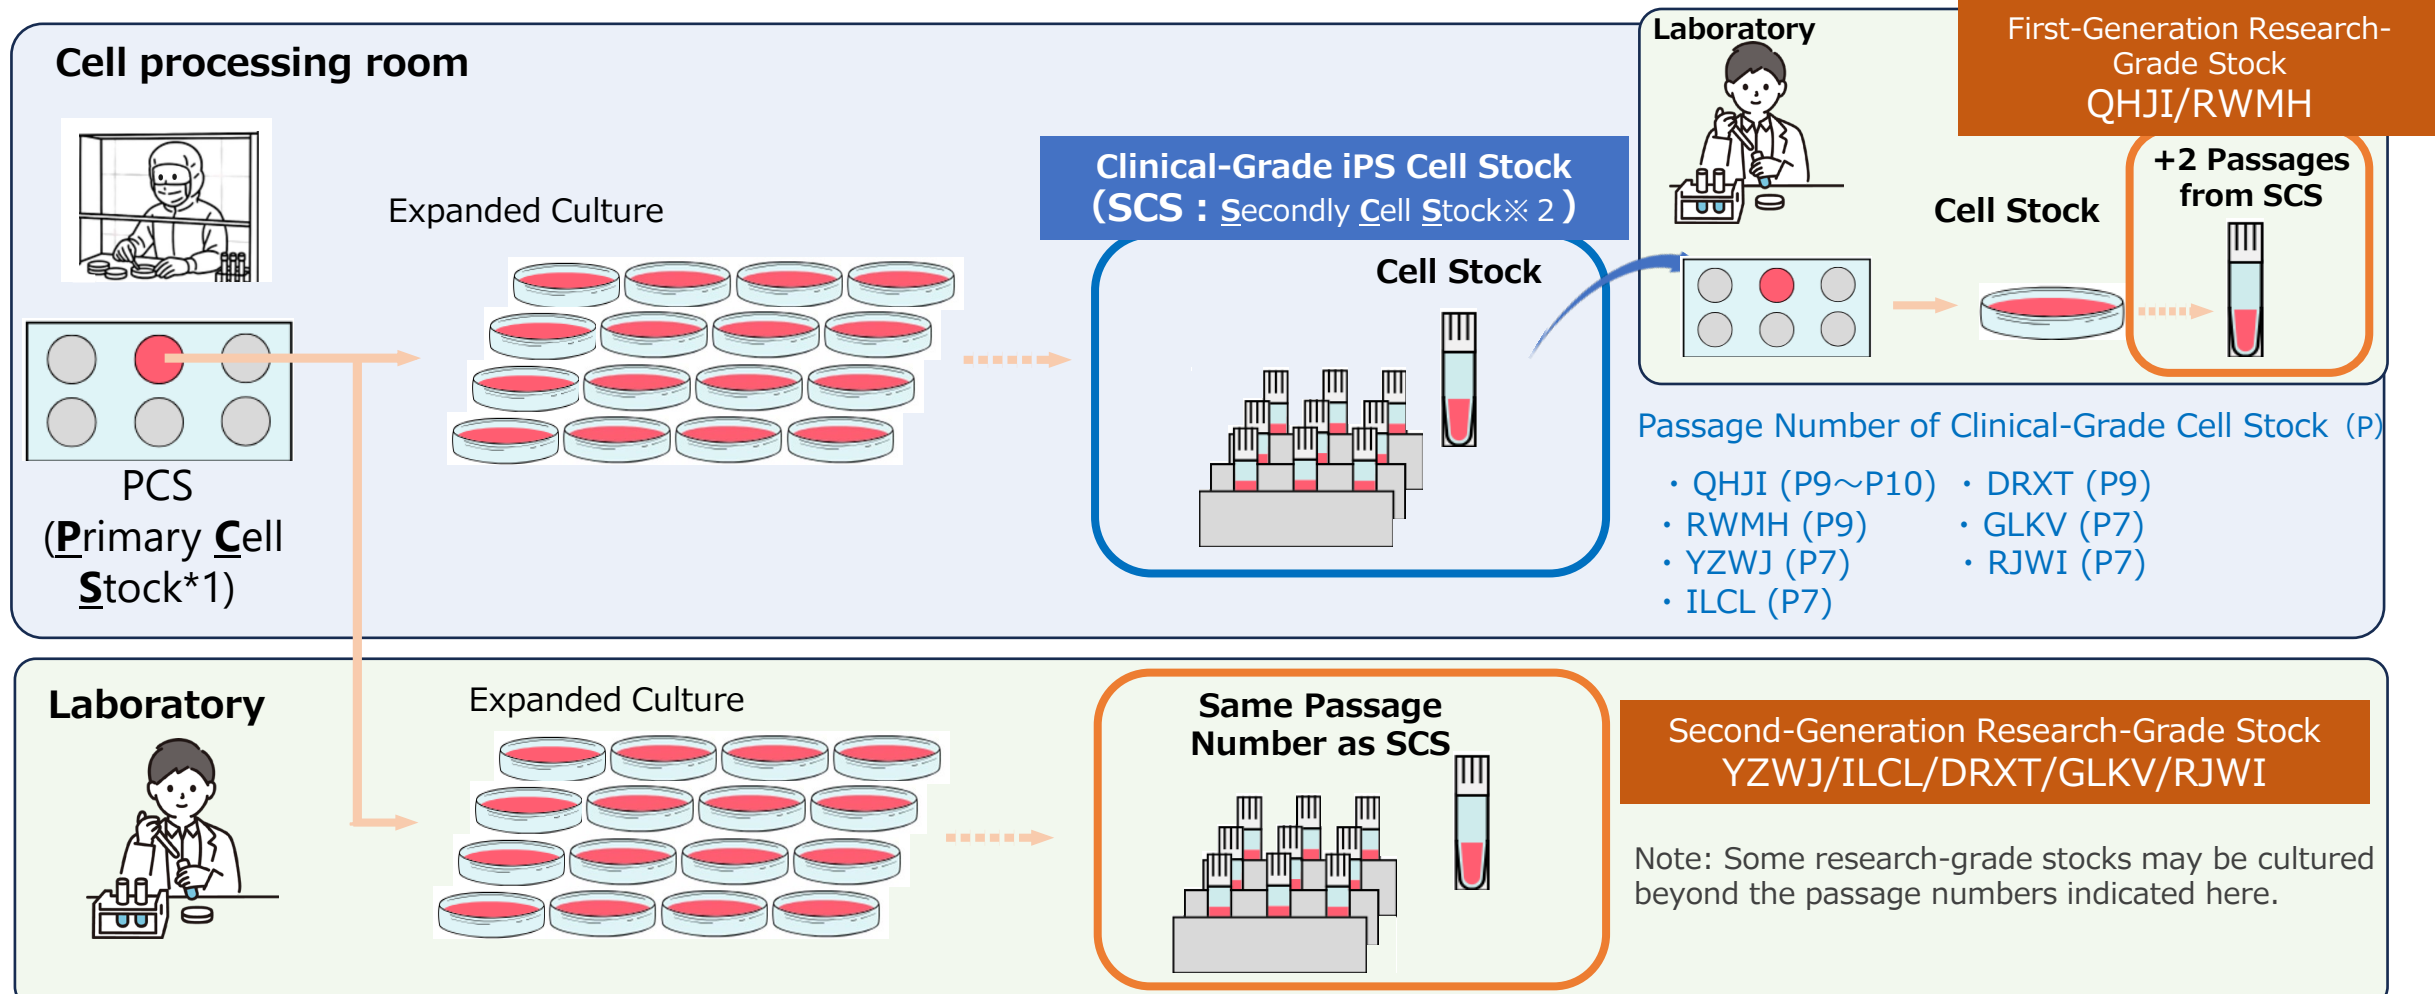 Cell processing room
Expanded Culture
PCS
(Primary Cell
Stock*1)
Clinical-Grade iPS Cell Stock
(SCS：Secondly Cell Stock※２)
Cell Stock
Laboratory
First-Generation Research-
Grade Stock
QHJI/RWMH
Cell Stock
+2 Passages
from SCS
Passage Number of Clinical-Grade Cell Stock (P)
・QHJI (P9～P10)
・RWMH (P9)
・YZWJ (P7)
・ILCL (P7)
・DRXT (P9)
・GLKV (P7)
・RJWI (P7)
Laboratory
Expanded Culture
Same Passage
Number as SCS
Second-Generation Research-Grade Stock
YZWJ/ILCL/DRXT/GLKV/RJWI
Note: Some research-grade stocks may be cultured
beyond the passage numbers indicated here.